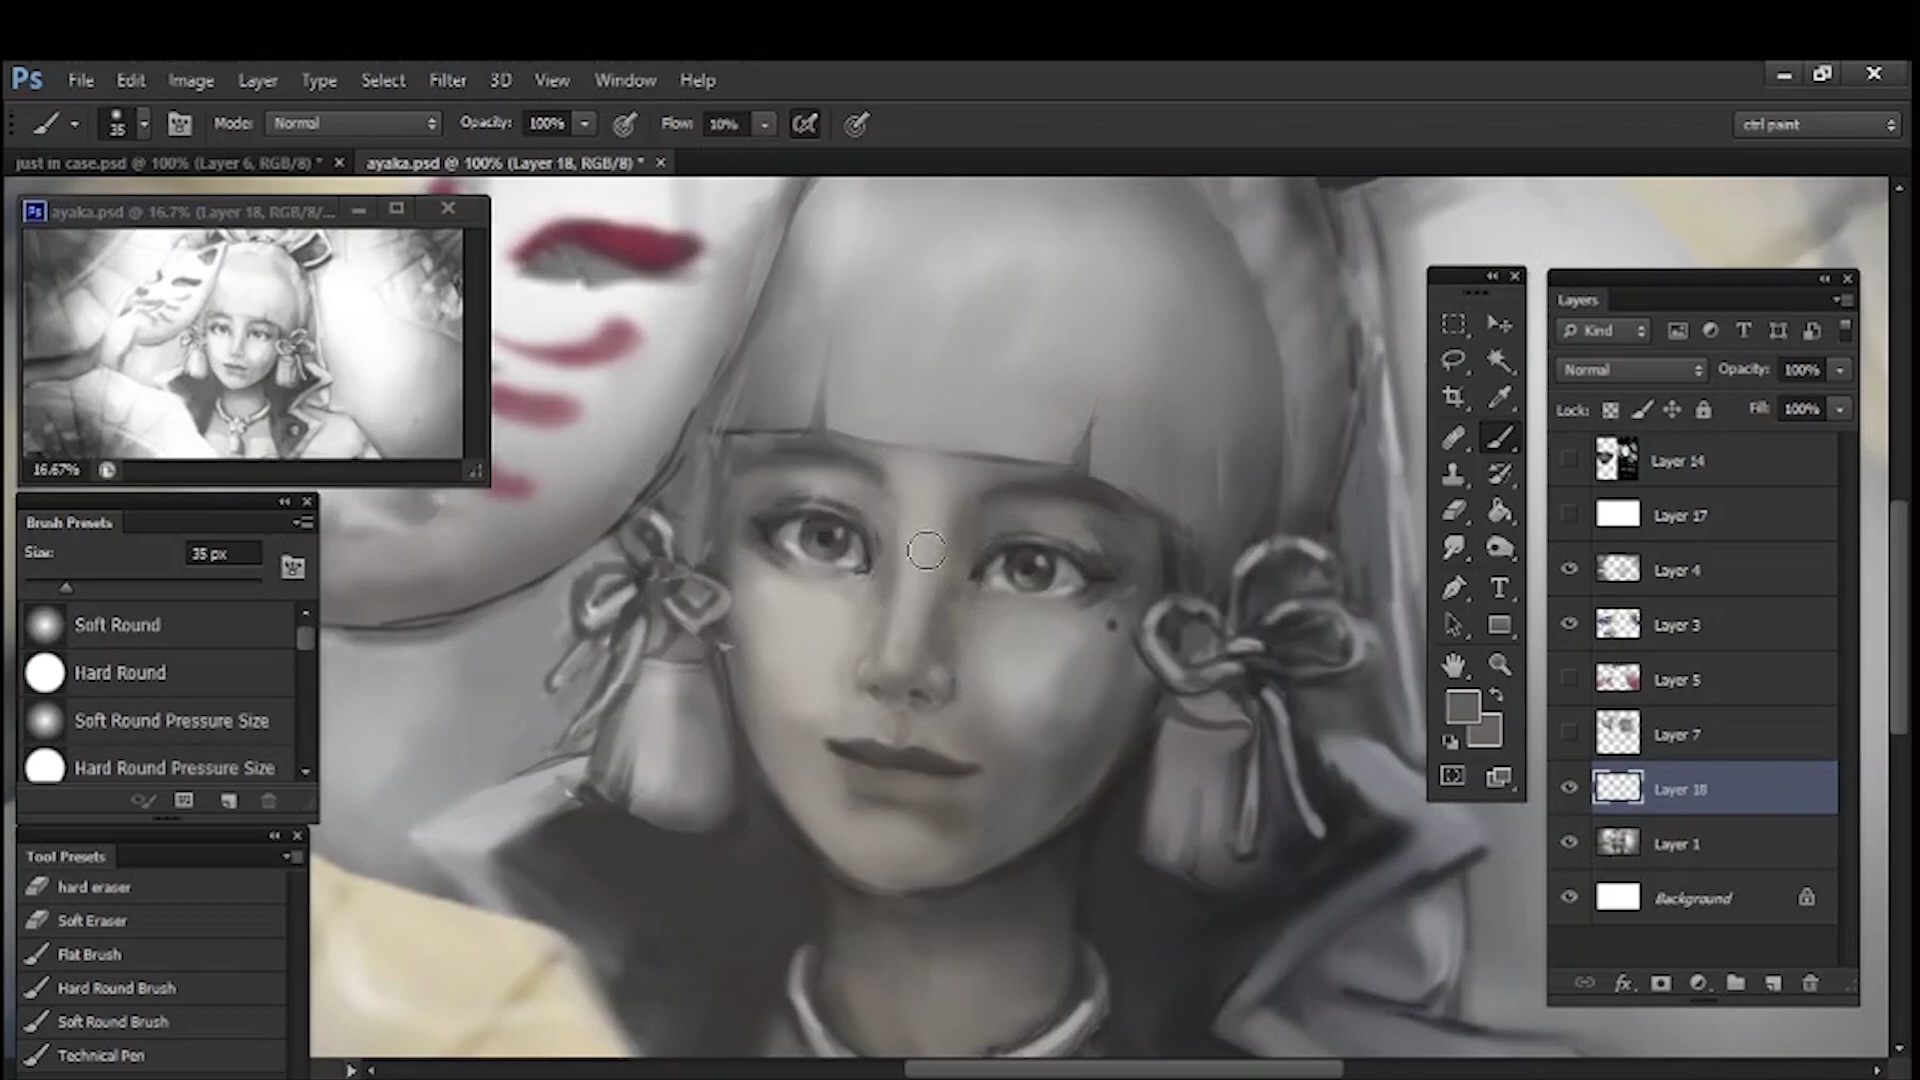 Ps File Edit Image Layer Type Select Filter 3D View Window Help
35 Mode: Normal Opacity: 100% Flow: 10% ctrl paint
just in case.psd @ 100% (Layer 6, RGB/8) * × ayaka.psd @ 100% (Layer 18, RGB/8) * ×
Ps ayaka.psd @ 16.7% (Layer 18, RGB/8/...
16.67%
Brush Presets
Size: 35 px
Soft Round
Hard Round
Soft Round Pressure Size
Hard Round Pressure Size
Tool Presets
hard eraser
Soft Eraser
Flat Brush
Hard Round Brush
Soft Round Brush
Technical Pen
Layers
Kind
Normal Opacity: 100%
Lock: Fill: 100%
Layer 14
Layer 17
Layer 4
Layer 3
Layer 5
Layer 7
Layer 18
Layer 1
Background
fx